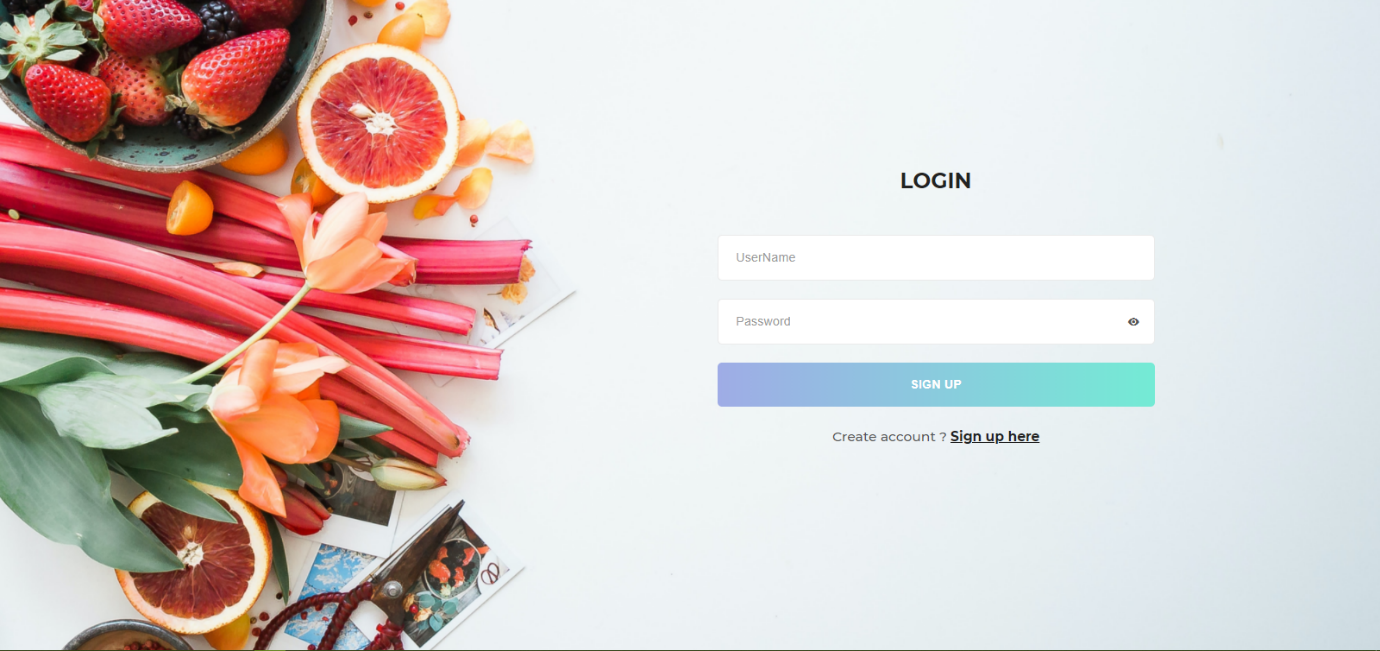 LOGIN
UserName
Password
SIGN UP
Create account ? Sign up here